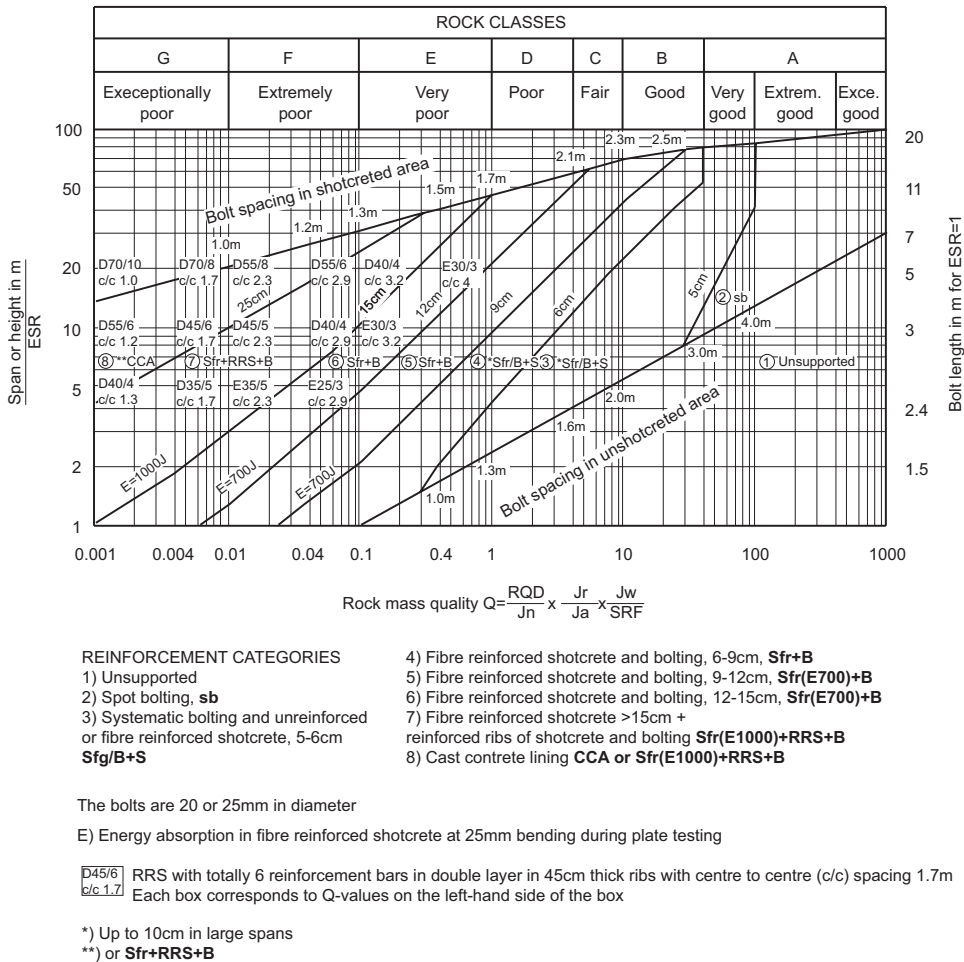 ROCK CLASSES
G F E D C B A
Execeptionally poor
Extremely poor
Very poor
Poor
Fair
Good
Very good
Extrem. good
Exce. good
Span or height in m
ESR
100
50
20
10
5
2
1
Bolt spacing in shotcreted area
1.0m
1.2m
1.3m
1.5m
1.7m
2.1m
2.3m
2.5m
D70/10
c/c 1.0
D70/8
c/c 1.7
D55/8
c/c 2.3
D55/6
c/c 2.9
D40/4
c/c 3.2
E30/3
c/c 4
25cm
15cm
12cm
9cm
6cm
5cm
D55/6
c/c 1.2
D45/6
c/c 1.7
D45/5
c/c 2.3
D40/4
c/c 2.9
E30/3
c/c 3.2
② sb
4.0m
3.0m
⑧ **CCA
⑦ Sfr+RRS+B
⑥ Sfr+B
⑤ Sfr+B
④ *Sfr/B+S
③ *Sfr/B+S
① Unsupported
D40/4
c/c 1.3
D35/5
c/c 1.7
E35/5
c/c 2.3
E25/3
c/c 2.9
2.0m
1.6m
1.3m
1.0m
Bolt spacing in unshotcreted area
E=1000J
E=700J
E=700J
20
11
7
5
3
2.4
1.5
Bolt length in m for ESR=1
0.001 0.004 0.01 0.04 0.1 0.4 1 10 100 1000
Rock mass quality Q= RQD/Jn x Jr/Ja x Jw/SRF
REINFORCEMENT CATEGORIES
1) Unsupported
2) Spot bolting, sb
3) Systematic bolting and unreinforced
or fibre reinforced shotcrete, 5-6cm
Sfg/B+S
4) Fibre reinforced shotcrete and bolting, 6-9cm, Sfr+B
5) Fibre reinforced shotcrete and bolting, 9-12cm, Sfr(E700)+B
6) Fibre reinforced shotcrete and bolting, 12-15cm, Sfr(E700)+B
7) Fibre reinforced shotcrete >15cm +
reinforced ribs of shotcrete and bolting Sfr(E1000)+RRS+B
8) Cast contrete lining CCA or Sfr(E1000)+RRS+B
The bolts are 20 or 25mm in diameter
E) Energy absorption in fibre reinforced shotcrete at 25mm bending during plate testing
D45/6
c/c 1.7
RRS with totally 6 reinforcement bars in double layer in 45cm thick ribs with centre to centre (c/c) spacing 1.7m
Each box corresponds to Q-values on the left-hand side of the box
*) Up to 10cm in large spans
**) or Sfr+RRS+B